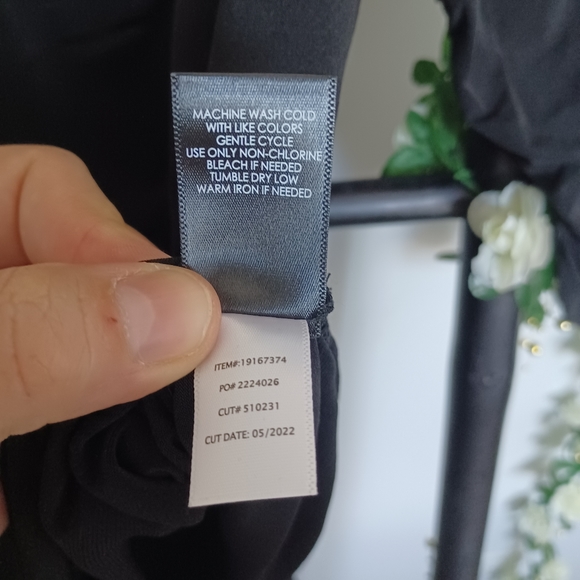 MACHINE WASH COLD
WITH LIKE COLORS
GENTLE CYCLE
USE ONLY NON-CHLORINE
BLEACH IF NEEDED
TUMBLE DRY LOW
WARM IRON IF NEEDED
ITEM#:19167374
PO# 2224026
CUT# 510231
CUT DATE: 05/2022